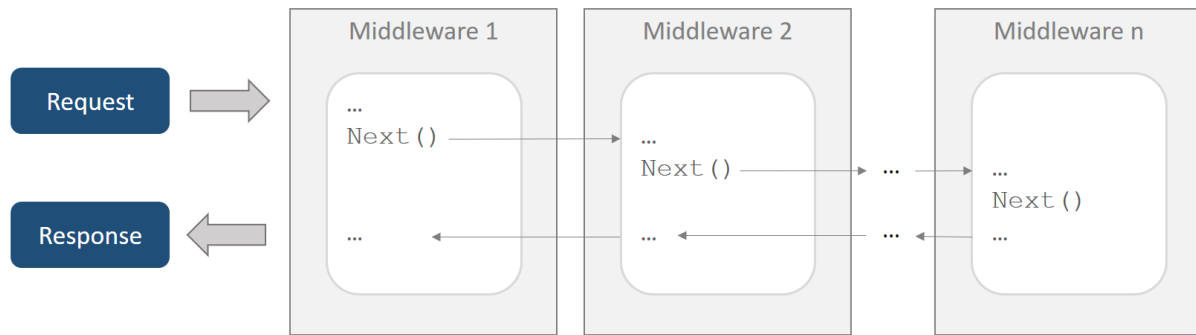 Middleware 1
Middleware 2
Middleware n
Request
Response
...
Next()
...
...
Next()
...
...
...
...
Next()
...